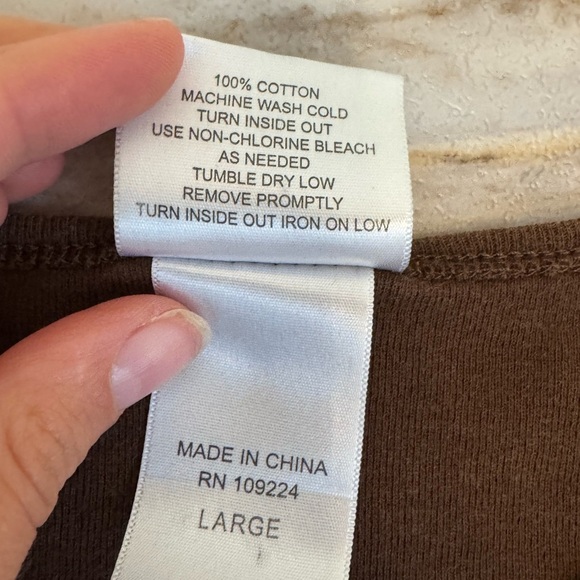 100% COTTON
MACHINE WASH COLD
TURN INSIDE OUT
USE NON-CHLORINE BLEACH
AS NEEDED
TUMBLE DRY LOW
REMOVE PROMPTLY
TURN INSIDE OUT IRON ON LOW
MADE IN CHINA
RN 109224
LARGE